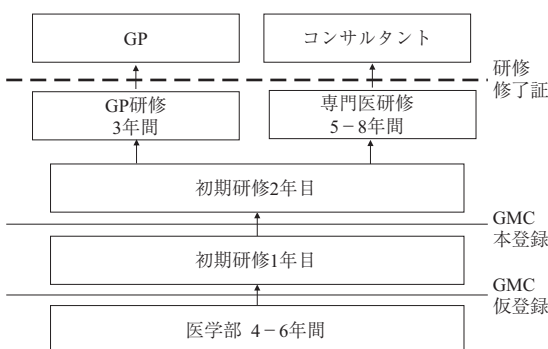 GP
コンサルタント
研修
修了証
GP研修
3年間
専門医研修
5－8年間
初期研修2年目
GMC
本登録
初期研修1年目
GMC
仮登録
医学部 4－6年間